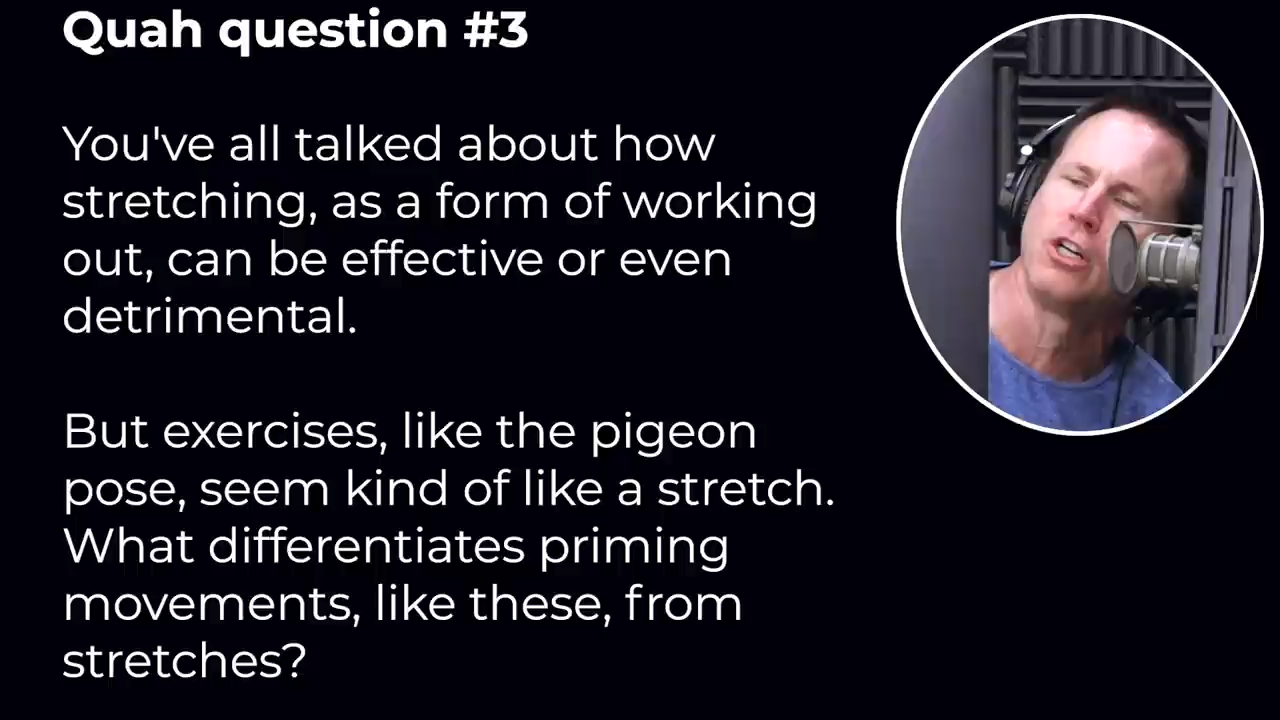 Quah question #3
You've all talked about how
stretching, as a form of working
out, can be effective or even
detrimental.
But exercises, like the pigeon
pose, seem kind of like a stretch.
What differentiates priming
movements, like these, from
stretches?